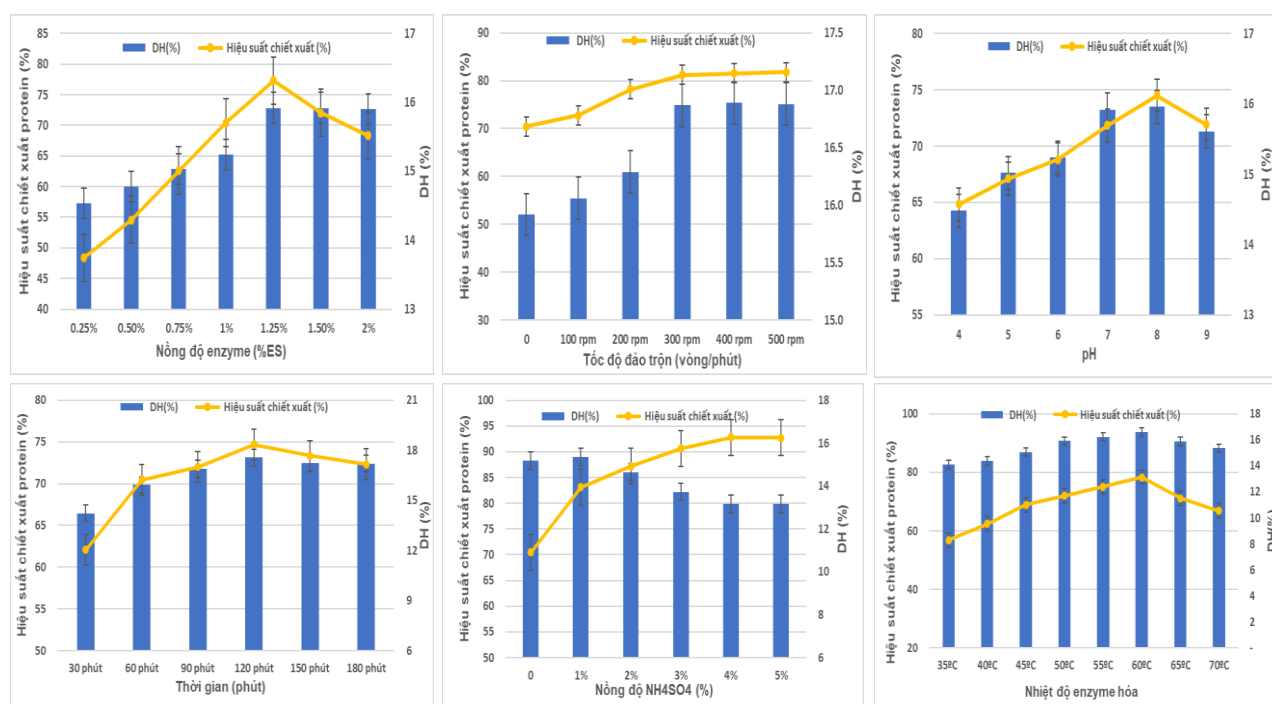 DH(%) Hiệu suất chiết xuất (%)
Hiệu suất chiết xuất protein (%)
85
80
75
70
65
60
55
50
45
40
17
16
15
14
13
DH (%)
0.25% 0.50% 0.75% 1% 1.25% 1.50% 2%
Nồng độ enzyme (%ES)
DH(%) Hiệu suất chiết xuất (%)
Hiệu suất chiết xuất protein (%)
90
80
70
60
50
40
30
17.5
17.0
16.5
16.0
15.5
15.0
DH (%)
0 100 rpm 200 rpm 300 rpm 400 rpm 500 rpm
Tốc độ đảo trộn (vòng/phút)
DH(%) Hiệu suất chiết xuất (%)
Hiệu suất chiết xuất protein (%)
80
75
70
65
60
55
17
16
15
14
13
DH (%)
4 5 6 7 8 9
pH
DH(%) Hiệu suất chiết xuất (%)
Hiệu suất chiết xuất protein (%)
80
75
70
65
60
55
50
21
18
15
12
9
6
DH (%)
30 phút 60 phút 90 phút 120 phút 150 phút 180 phút
Thời gian (phút)
DH(%) Hiệu suất chiết xuất (%)
Hiệu suất chiết xuất protein (%)
100
95
90
85
80
75
70
65
60
55
50
18
16
14
12
10
8
6
DH (%)
0 1% 2% 3% 4% 5%
Nồng độ NH4SO4 (%)
DH(%) Hiệu suất chiết xuất (%)
Hiệu suất chiết xuất protein (%)
100
80
60
40
20
18
16
14
12
10
8
6
4
2
-
DH(%)
35ºC 40ºC 45ºC 50ºC 55ºC 60ºC 65ºC 70ºC
Nhiệt độ enzyme hóa